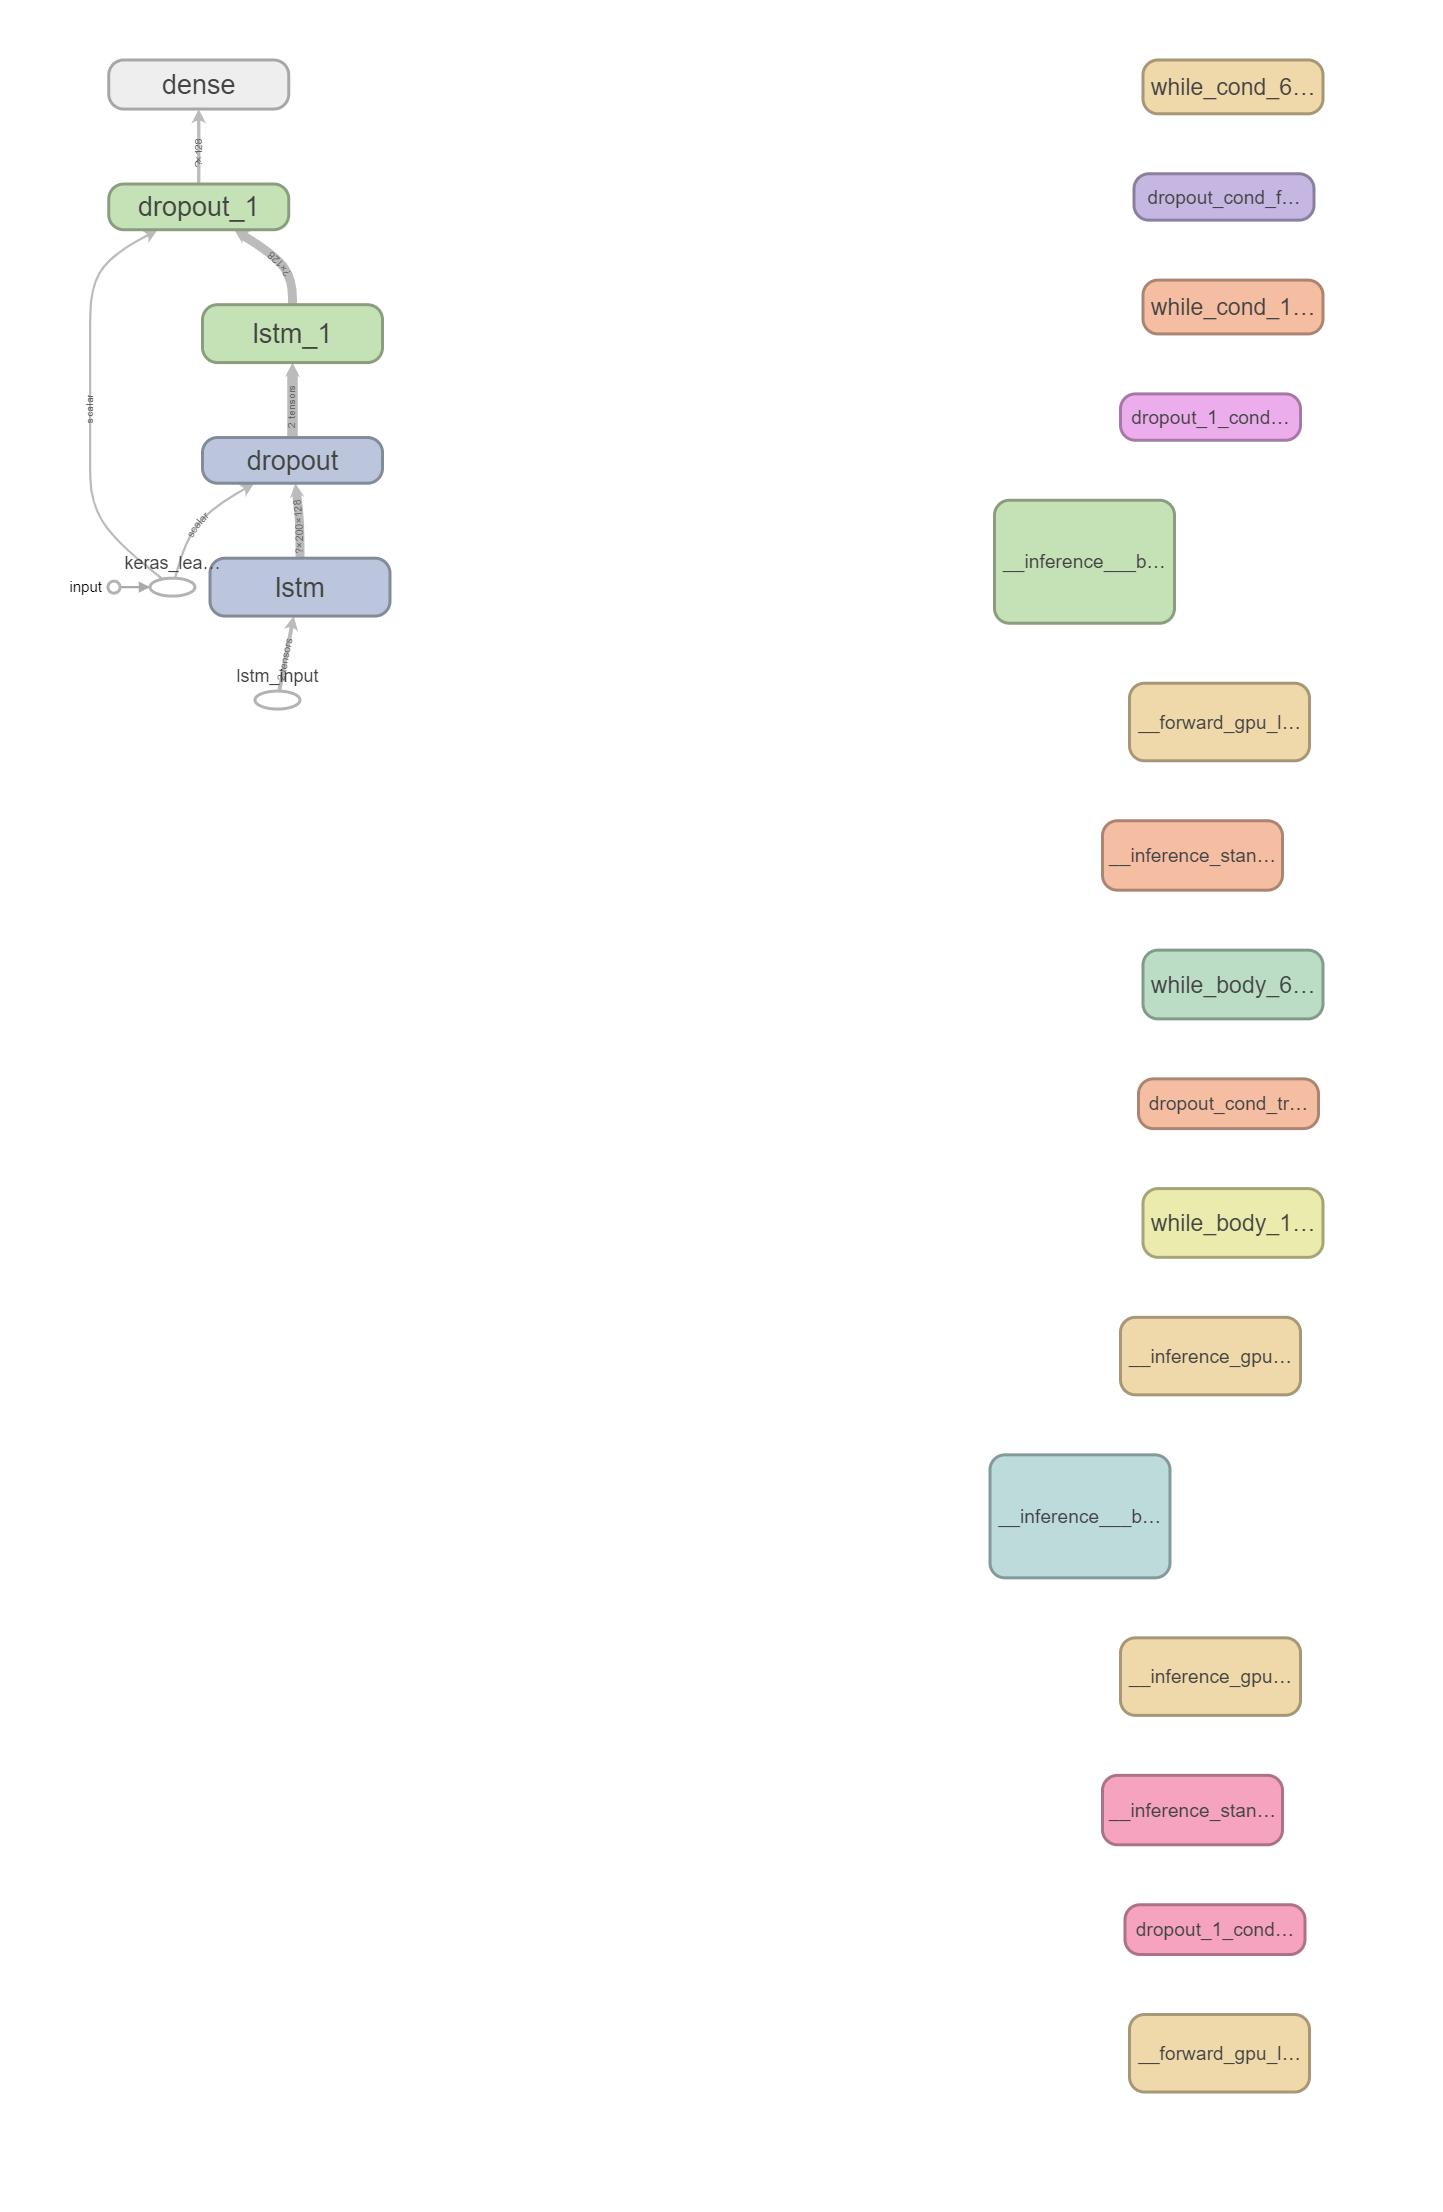 dense
?×128
dropout_1
?×128
scalar
lstm_1
2 tensors
dropout
scalar
?×200×128
keras_lea…
input
lstm
2 tensors
lstm_input
while_cond_6…
dropout_cond_f…
while_cond_1…
dropout_1_cond…
__inference___b…
__forward_gpu_l…
__inference_stan…
while_body_6…
dropout_cond_tr…
while_body_1…
__inference_gpu…
__inference___b…
__inference_gpu…
__inference_stan…
dropout_1_cond…
__forward_gpu_l…